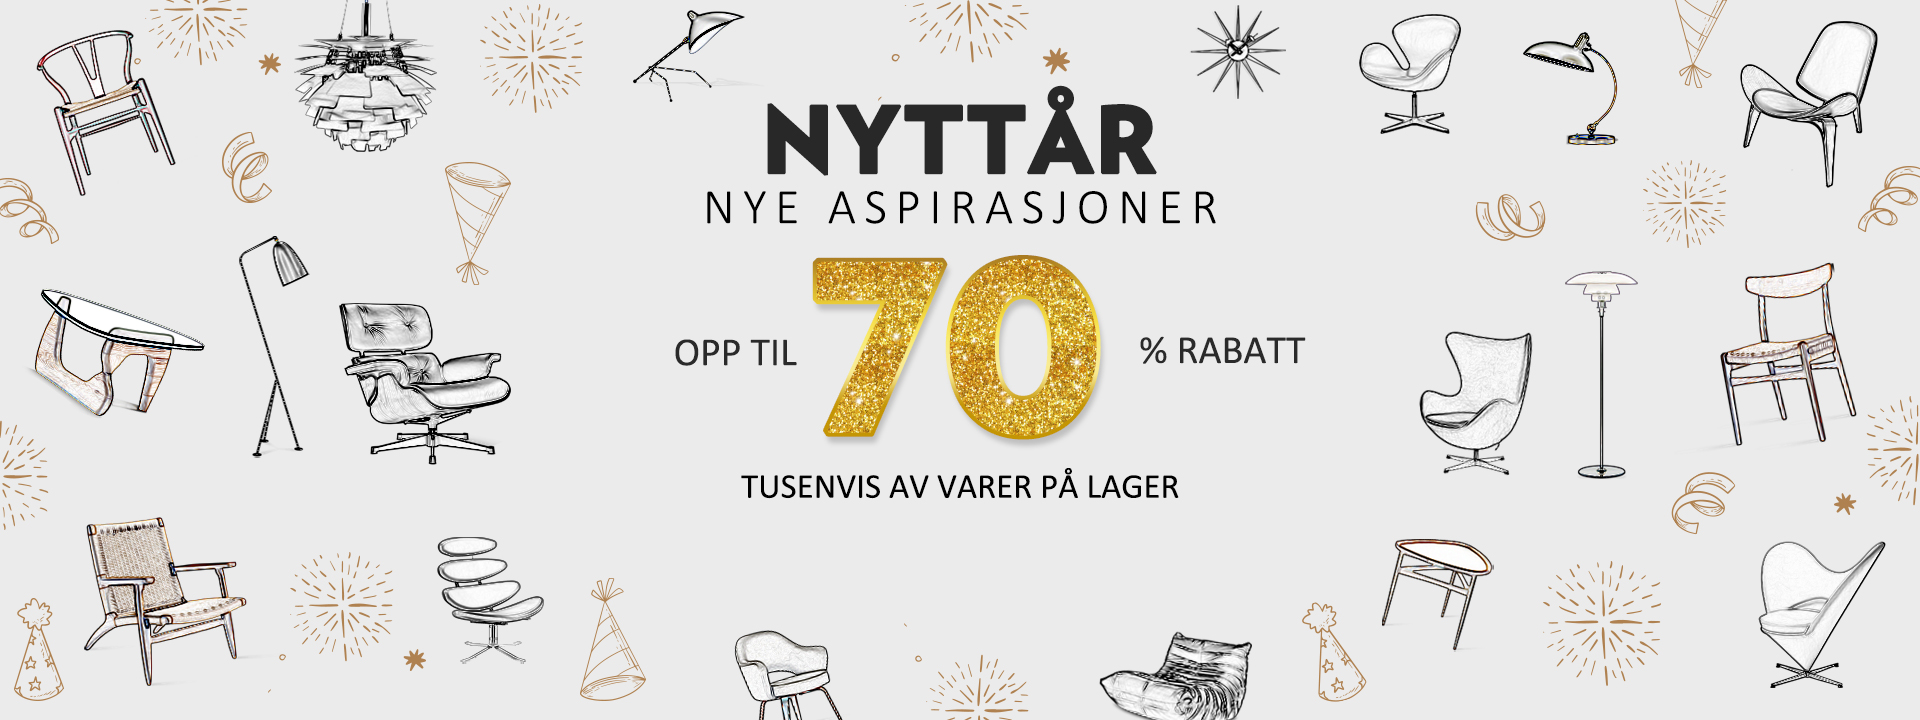 NYTTÅR
NYE ASPIRASJONER
OPP TIL 70 % RABATT
TUSENVIS AV VARER PÅ LAGER